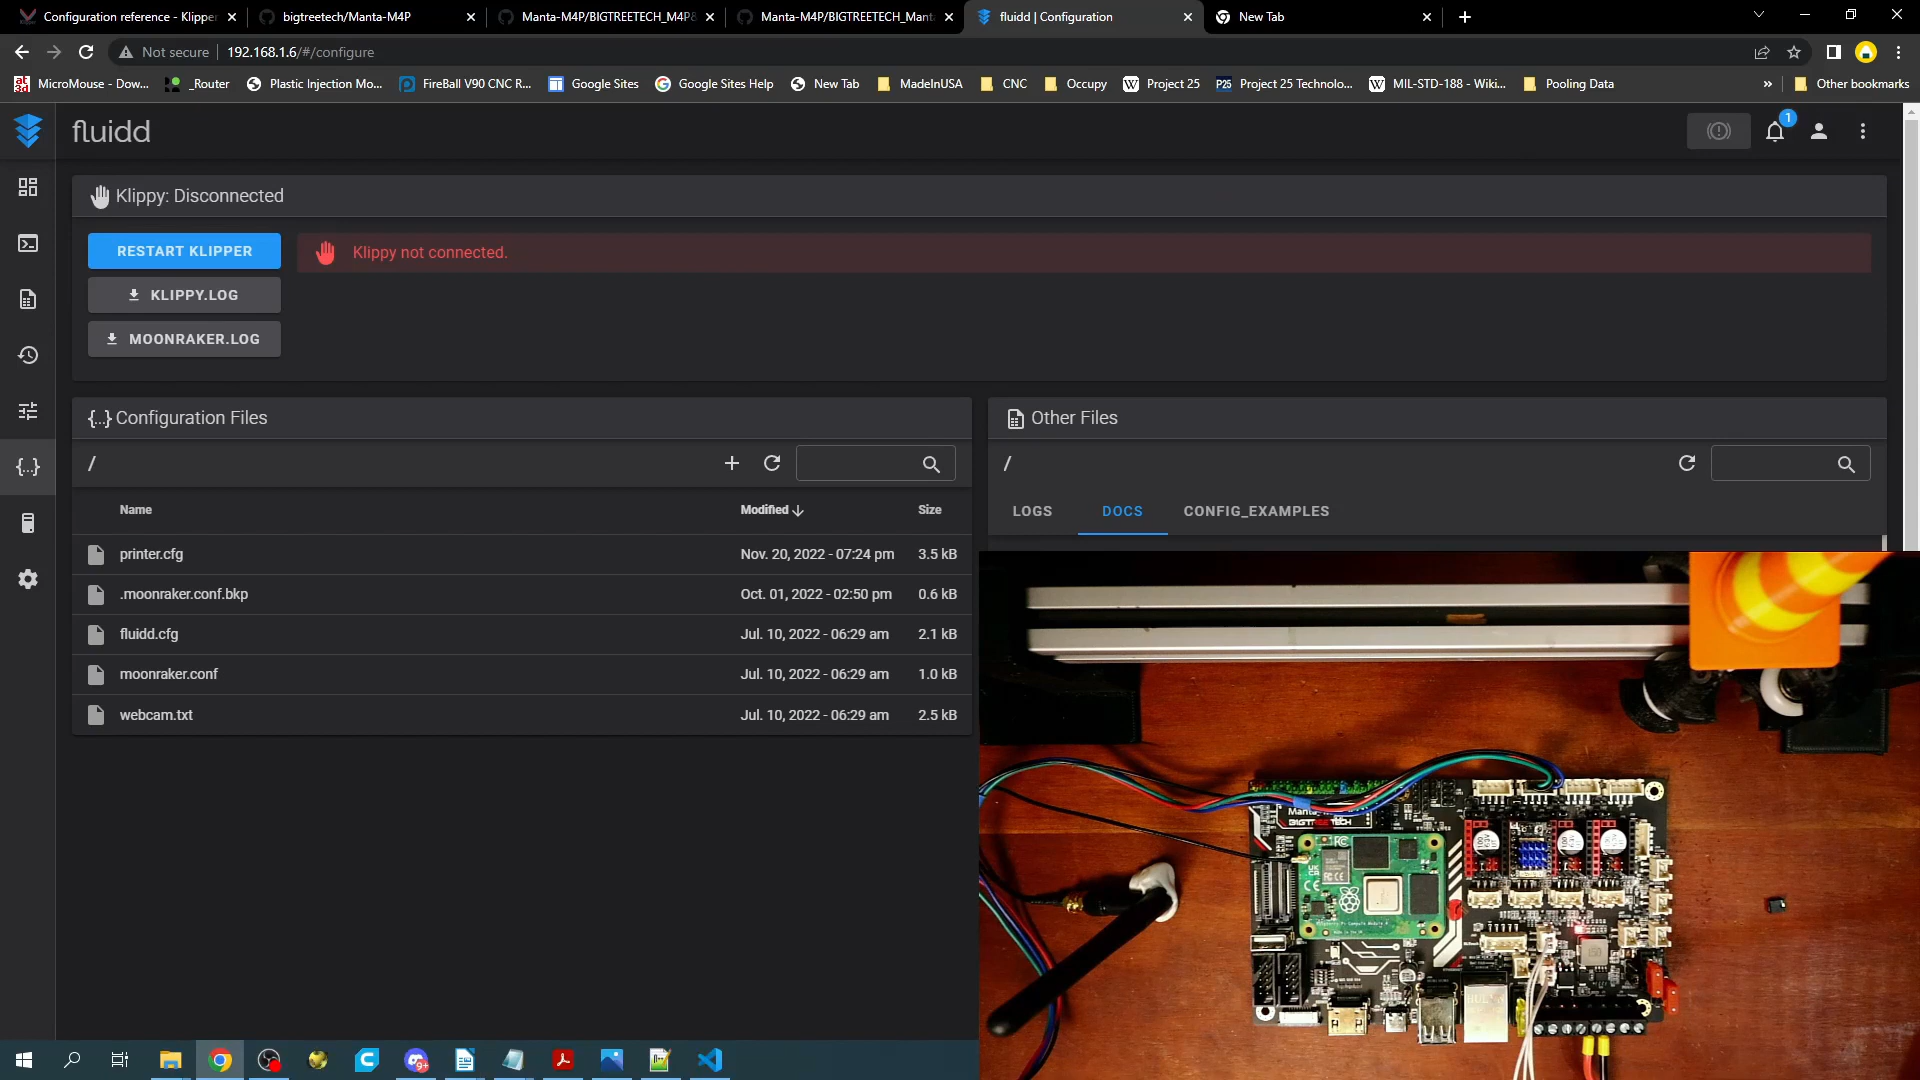 Configuration reference - Klipper
bigtreetech/Manta-M4P
Manta-M4P/BIGTREETECH_M4P&
Manta-M4P/BIGTREETECH_Manta
fluidd | Configuration
New Tab
Not secure
192.168.1.6/#/configure
MicroMouse - Dow...
_Router
Plastic Injection Mo...
FireBall V90 CNC R...
Google Sites
Google Sites Help
New Tab
MadeInUSA
CNC
Occupy
Project 25
Project 25 Technolo...
MIL-STD-188 - Wiki...
Pooling Data
»
Other bookmarks
fluidd
1
Klippy: Disconnected
RESTART KLIPPER
Klippy not connected.
KLIPPY.LOG
MOONRAKER.LOG
{...} Configuration Files
Other Files
/
/
Name
Modified
Size
LOGS
DOCS
CONFIG_EXAMPLES
printer.cfg
Nov. 20, 2022 - 07:24 pm
3.5 kB
.moonraker.conf.bkp
Oct. 01, 2022 - 02:50 pm
0.6 kB
fluidd.cfg
Jul. 10, 2022 - 06:29 am
2.1 kB
moonraker.conf
Jul. 10, 2022 - 06:29 am
1.0 kB
webcam.txt
Jul. 10, 2022 - 06:29 am
2.5 kB
BIGTREETECH
9+